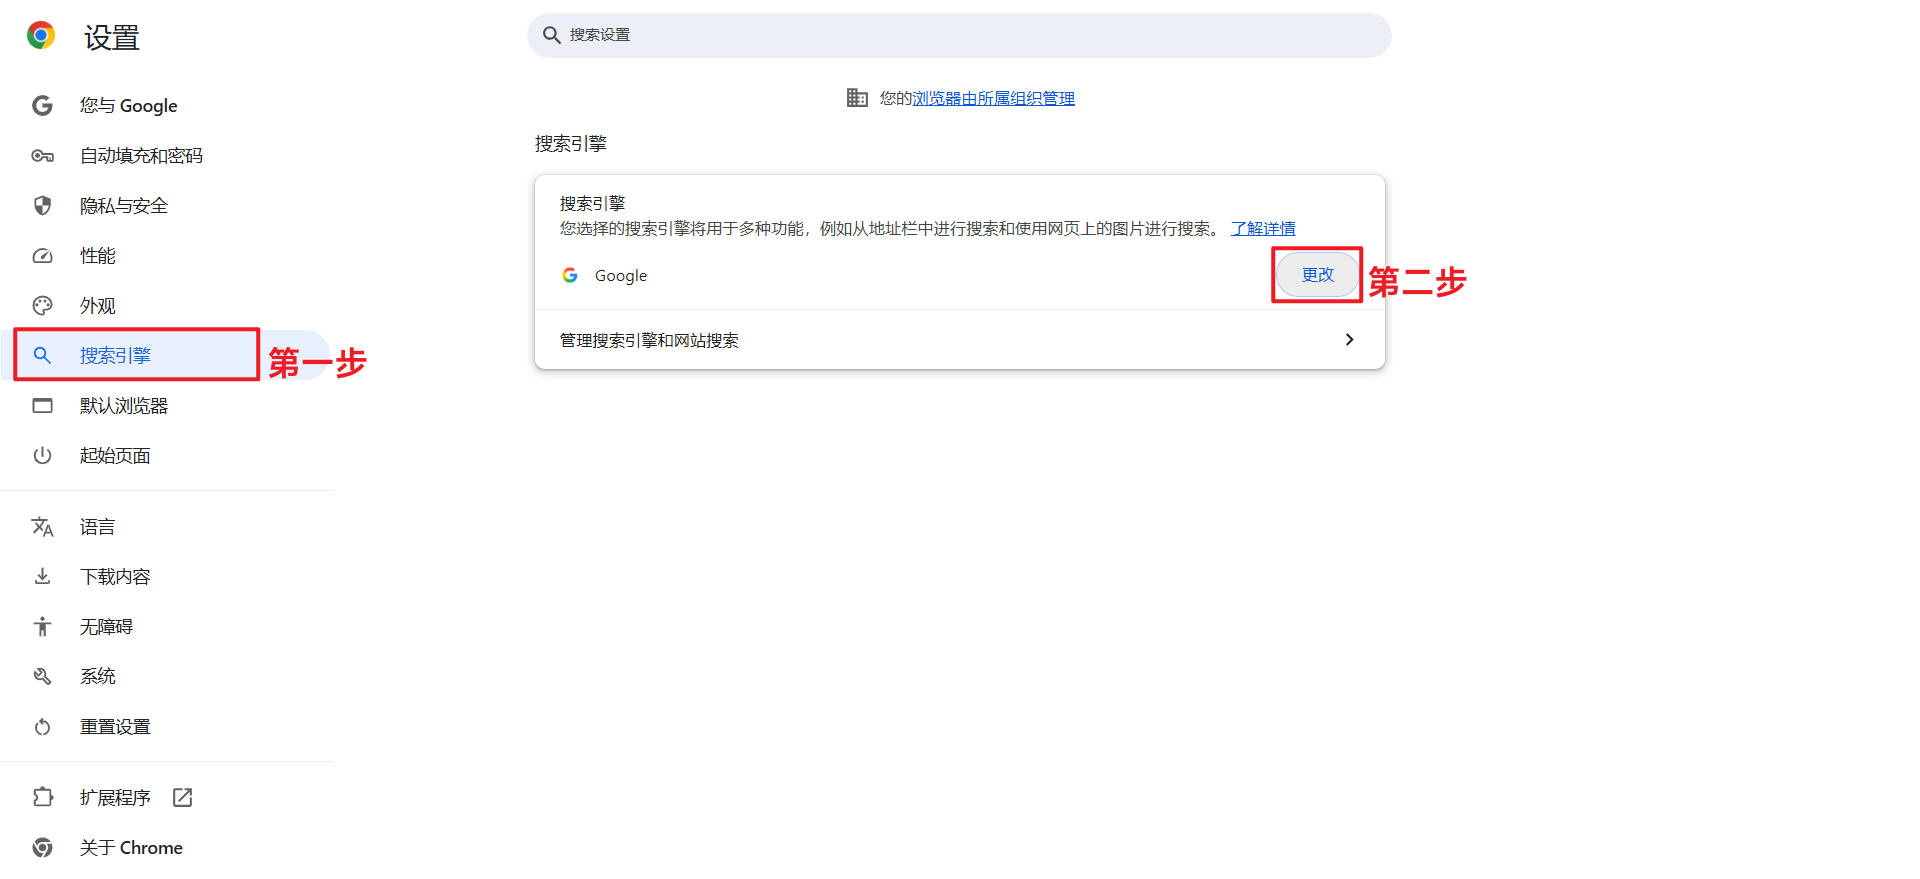 设置
搜索设置
您的浏览器由所属组织管理
您与 Google
自动填充和密码
隐私与安全
性能
外观
搜索引擎
第一步
默认浏览器
起始页面
语言
下载内容
无障碍
系统
重置设置
扩展程序
关于 Chrome
搜索引擎
搜索引擎
您选择的搜索引擎将用于多种功能，例如从地址栏中进行搜索和使用网页上的图片进行搜索。 了解详情
Google
更改
第二步
管理搜索引擎和网站搜索